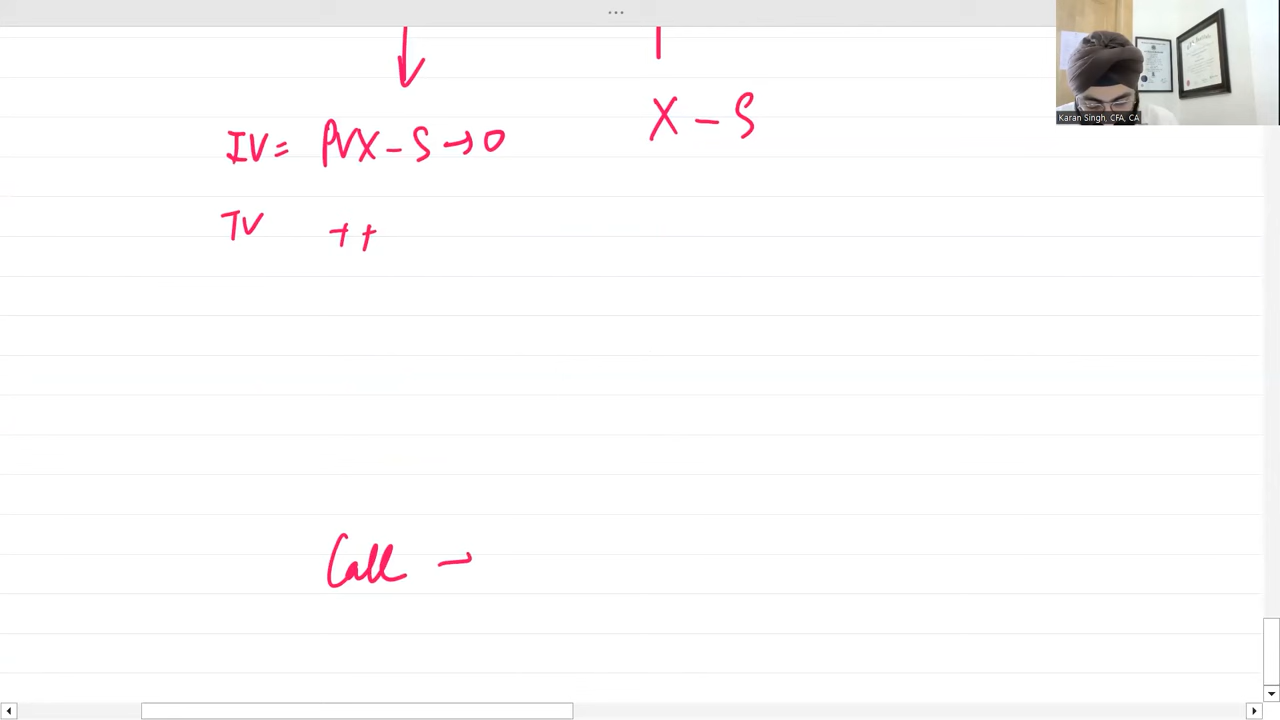 X - S
IV = PVX - S → 0
TV ++
Call →
Karan Singh, CFA, CA